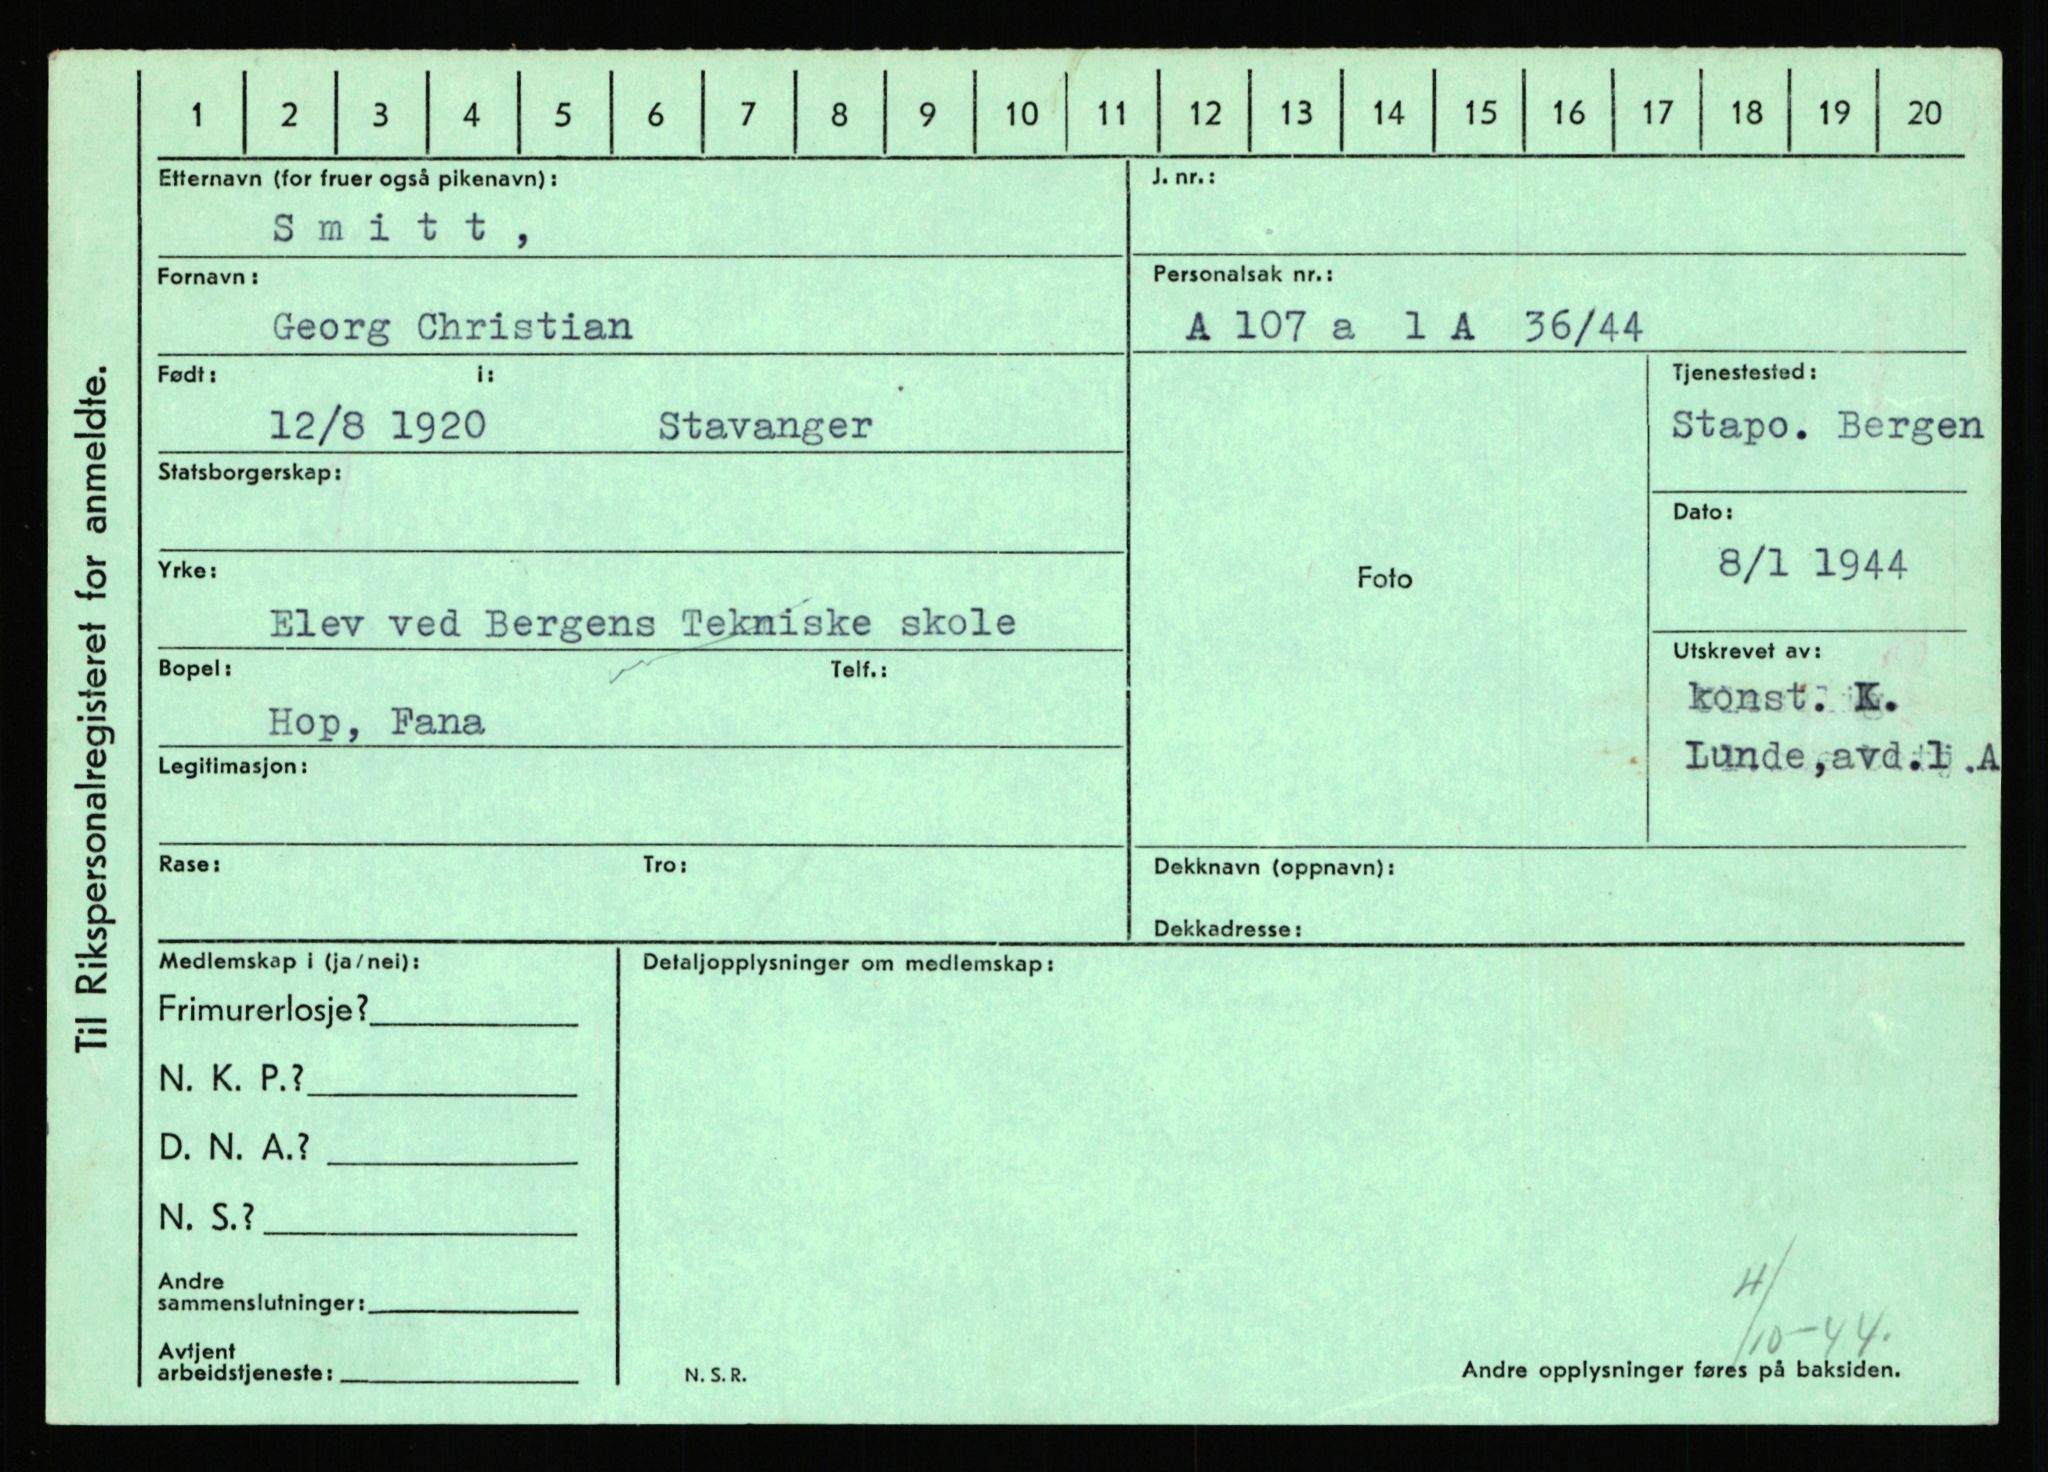 Til Rikspersonalregisteret for anmeldte.
1 2 3 4 5 6 7 8 9 10 11 12 13 14 15 16 17 18 19 20
Etternavn (for fruer også pikenavn):
Smitt,
Fornavn:
Georg Christian
Født: i:
12/8 1920 Stavanger
Statsborgerskap:
Yrke:
Elev ved Bergens Tekniske skole
Bopel: Telf.:
Hop, Fana
Legitimasjon:
Rase: Tro:
J. nr.:
Personalsak nr.:
A 107 a 1 A 36/44
Foto
Tjenestested:
Stapo. Bergen
Dato:
8/1 1944
Utskrevet av:
konst. K.
Lunde,avd.1.A
Dekknavn (oppnavn):
Dekkadresse:
Medlemskap i (ja/nei):
Frimurerlosje?
N. K. P.?
D. N. A.?
N. S.?
Andre
sammenslutninger:
Avtjent
arbeidstjeneste:
Detaljopplysninger om medlemskap:
N. S. R.
4/10-44.
Andre opplysninger føres på baksiden.